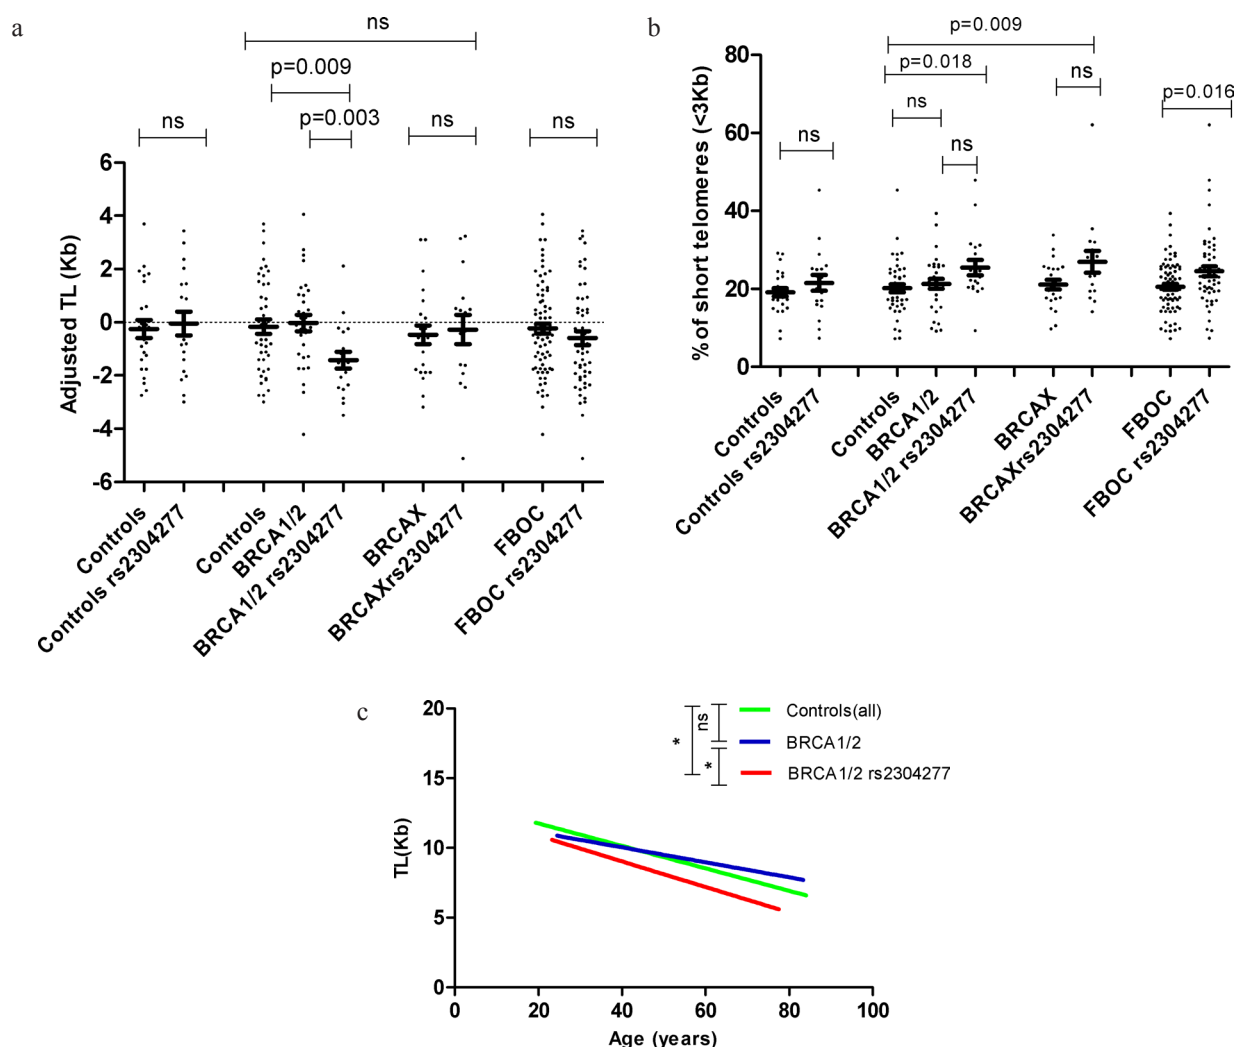 a
ns
p=0.009
p=0.003
ns
ns
ns
Adjusted TL (Kb)
6
4
2
0
-2
-4
-6
Controls
Controls rs2304277
Controls
BRCA1/2
BRCA1/2 rs2304277
BRCAX
BRCAXrs2304277
FBOC
FBOC rs2304277
b
p=0.009
p=0.018
ns
ns
p=0.016
ns
ns
% of short telomeres (<3Kb)
80
60
40
20
0
Controls
Controls rs2304277
Controls
BRCA1/2
BRCA1/2 rs2304277
BRCAX
BRCAXrs2304277
FBOC
FBOC rs2304277
c
TL(Kb)
20
15
10
5
0
0
20
40
60
80
100
Age (years)
*
ns
*
Controls(all)
BRCA1/2
BRCA1/2 rs2304277